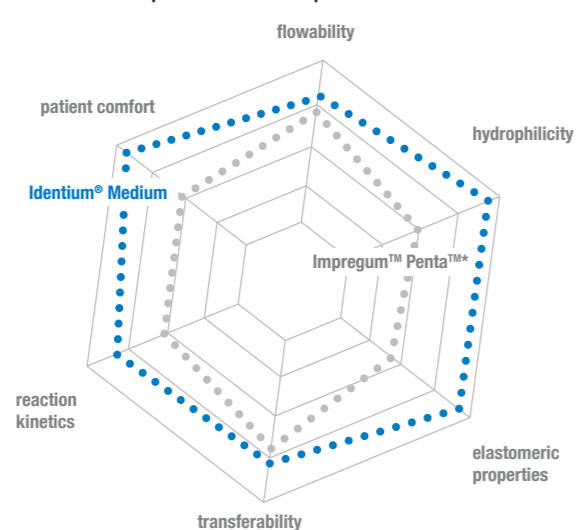 flowability
patient comfort
hydrophilicity
Identium® Medium
Impregum™ Penta™*
reaction
kinetics
elastomeric
properties
transferability